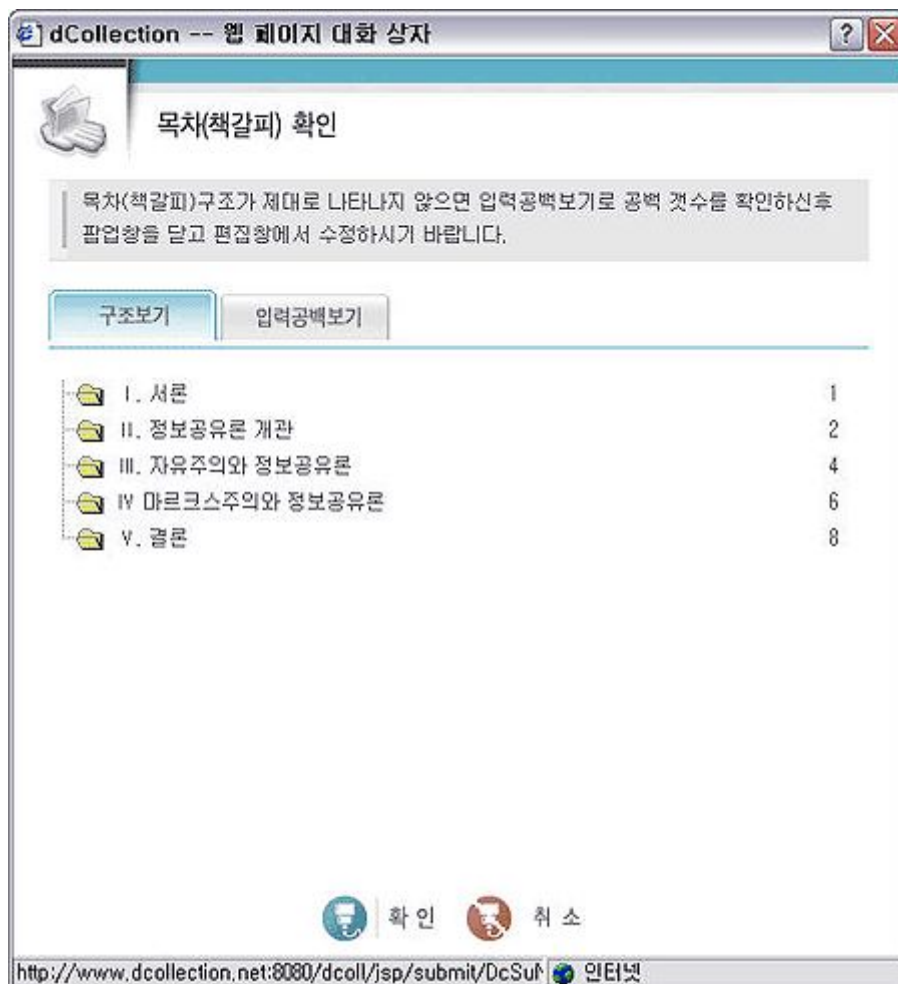 dCollection -- 웹 페이지 대화 상자
목차(책갈피) 확인
목차(책갈피)구조가 제대로 나타나지 않으면 입력공백보기로 공백 갯수를 확인하신후
팝업창을 닫고 편집창에서 수정하시기 바랍니다.
구조보기 입력공백보기
I. 서론 1
II. 정보공유론 개관 2
III. 자유주의와 정보공유론 4
IV 마르크스주의와 정보공유론 6
V. 결론 8
확인 취소
http://www.dcollection.net:8080/dcoll/jsp/submit/DcSub 인터넷